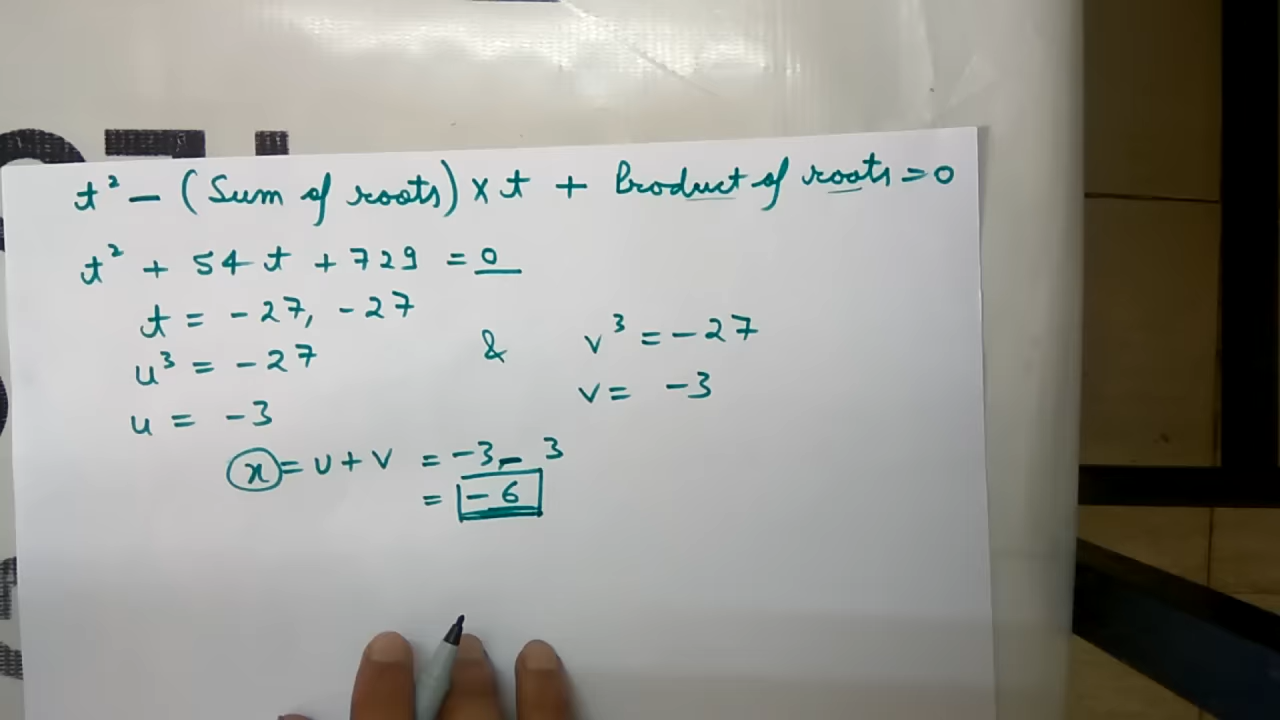 t² - (Sum of roots) × t + Product of roots = 0
t² + 54 t + 729 = 0
t = -27, -27
u³ = -27 & v³ = -27
u = -3 v = -3
x = u + v = -3 - 3
= -6